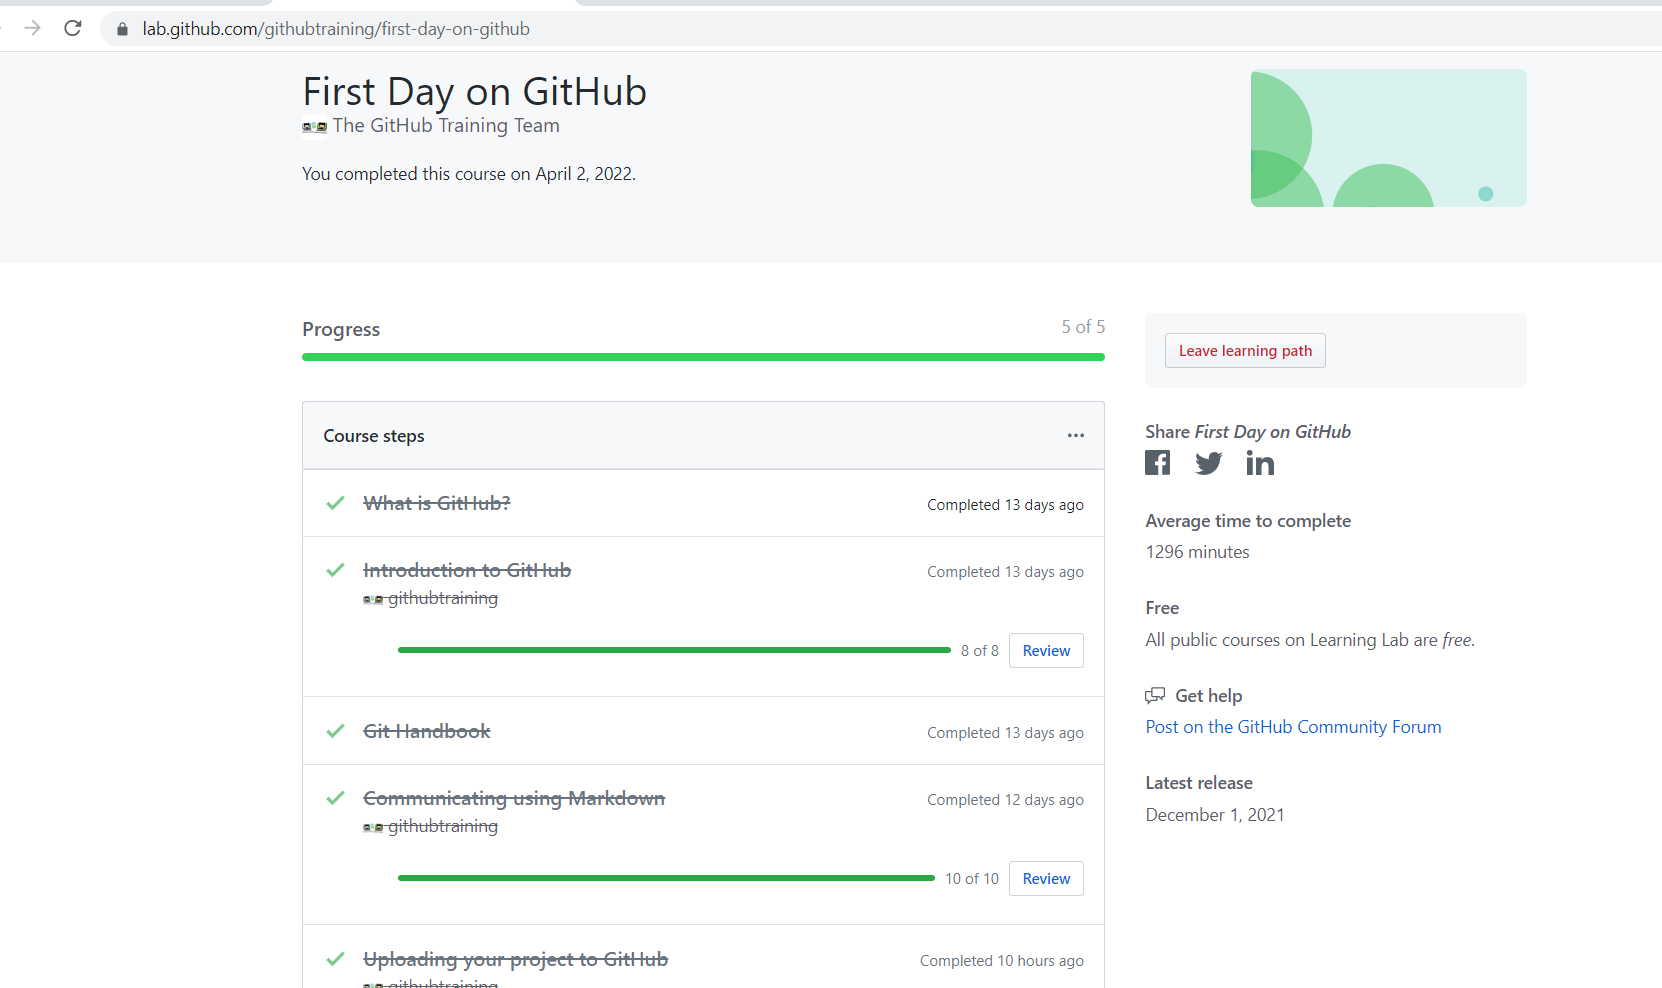 lab.github.com/githubtraining/first-day-on-github
First Day on GitHub
The GitHub Training Team
You completed this course on April 2, 2022.
Progress
5 of 5
Course steps
What is GitHub?
Completed 13 days ago
Introduction to GitHub
Completed 13 days ago
githubtraining
8 of 8
Review
Git Handbook
Completed 13 days ago
Communicating using Markdown
Completed 12 days ago
githubtraining
10 of 10
Review
Uploading your project to GitHub
Completed 10 hours ago
githubtraining
Leave learning path
Share First Day on GitHub
Average time to complete
1296 minutes
Free
All public courses on Learning Lab are free.
Get help
Post on the GitHub Community Forum
Latest release
December 1, 2021